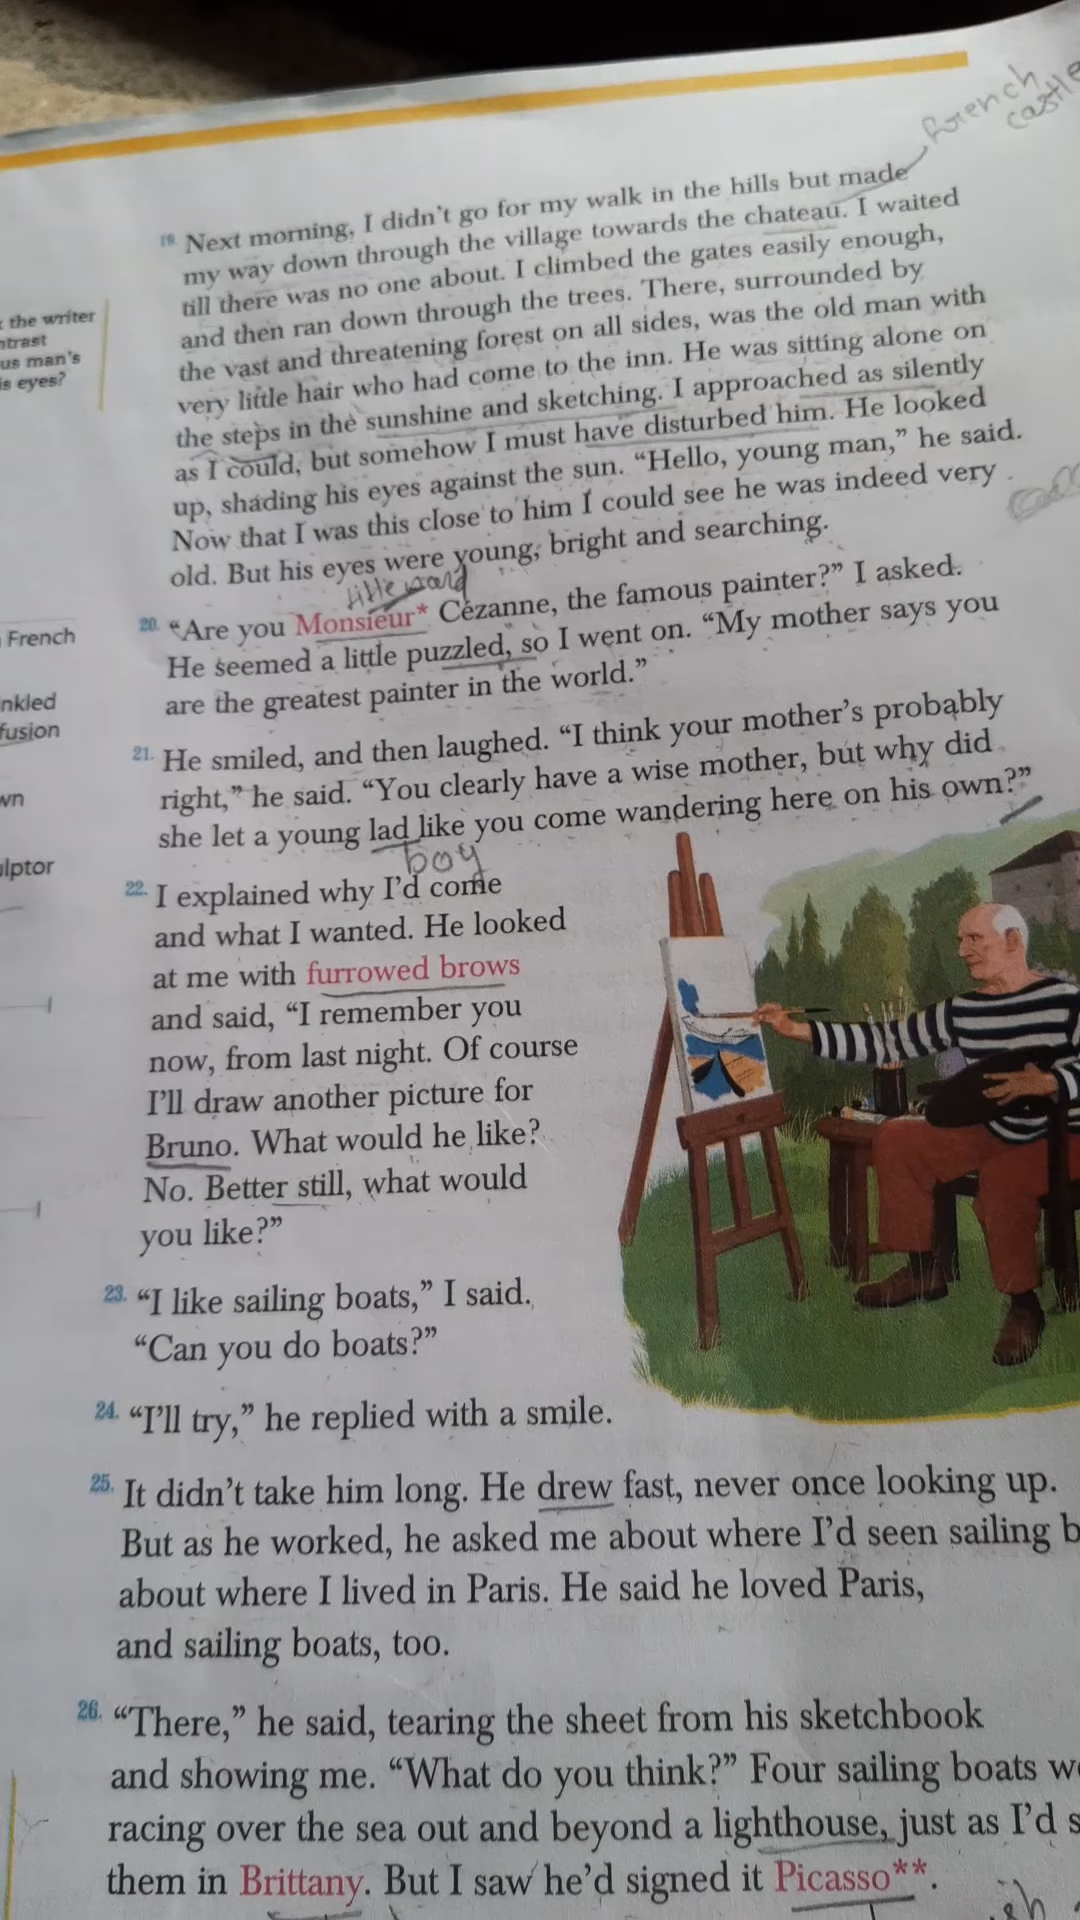 French
castle
19. Next morning, I didn't go for my walk in the hills but made
my way down through the village towards the chateau. I waited
till there was no one about. I climbed the gates easily enough,
and then ran down through the trees. There, surrounded by
the vast and threatening forest on all sides, was the old man with
very little hair who had come to the inn. He was sitting alone on
the steps in the sunshine and sketching. I approached as silently
as I could, but somehow I must have disturbed him. He looked
up, shading his eyes against the sun. “Hello, young man,” he said.
Now that I was this close to him I could see he was indeed very
old. But his eyes were young, bright and searching.
the writer
us man's
eyes?
20. “Are you Monsieur* Cézanne, the famous painter?” I asked.
He seemed a little puzzled, so I went on. “My mother says you
are the greatest painter in the world.”
French
21. He smiled, and then laughed. “I think your mother's probably
right,” he said. “You clearly have a wise mother, but why did
she let a young lad like you come wandering here on his own?”
boy
22. I explained why I'd come
and what I wanted. He looked
at me with furrowed brows
and said, “I remember you
now, from last night. Of course
I'll draw another picture for
Bruno. What would he like?
No. Better still, what would
you like?”
23. “I like sailing boats,” I said.
“Can you do boats?”
24. “I'll try,” he replied with a smile.
25. It didn't take him long. He drew fast, never once looking up.
But as he worked, he asked me about where I'd seen sailing b
about where I lived in Paris. He said he loved Paris,
and sailing boats, too.
26. “There,” he said, tearing the sheet from his sketchbook
and showing me. “What do you think?” Four sailing boats
racing over the sea out and beyond a lighthouse, just as I'd s
them in Brittany. But I saw he'd signed it Picasso**.